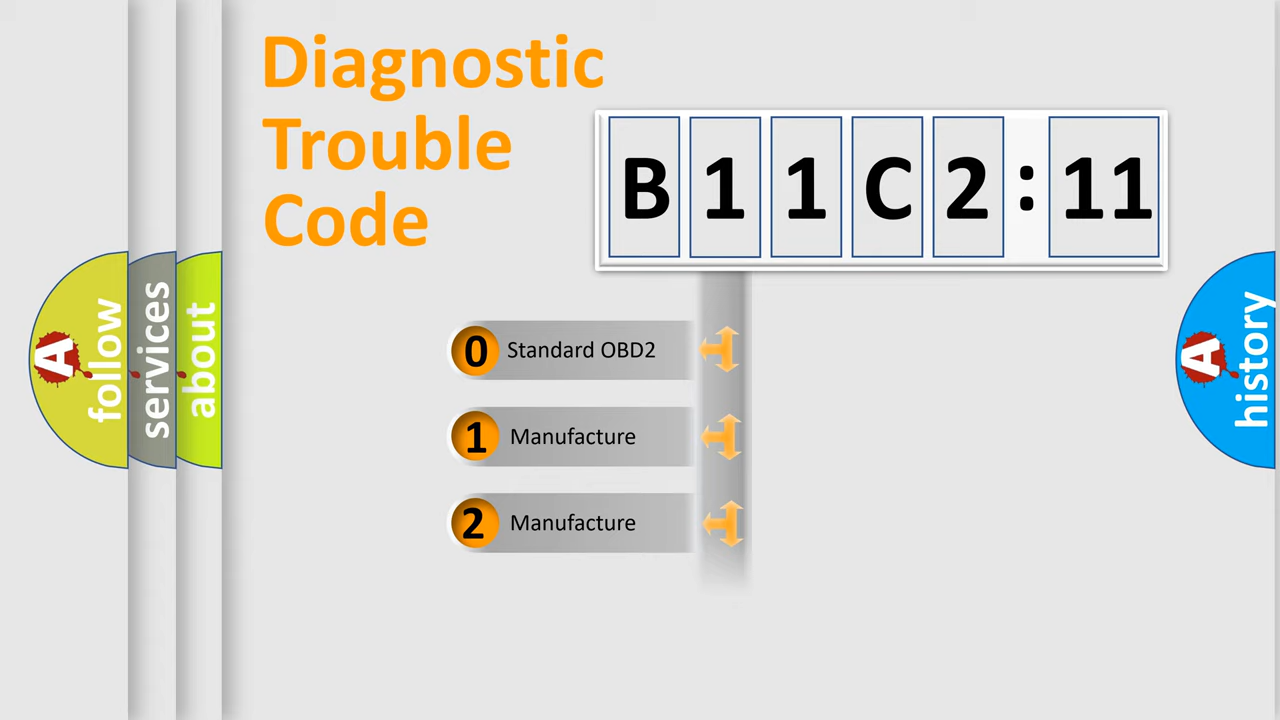 Diagnostic
Trouble
Code
B 1 1 C 2 : 11
0 Standard OBD2
1 Manufacture
2 Manufacture
A follow
services
about
A history